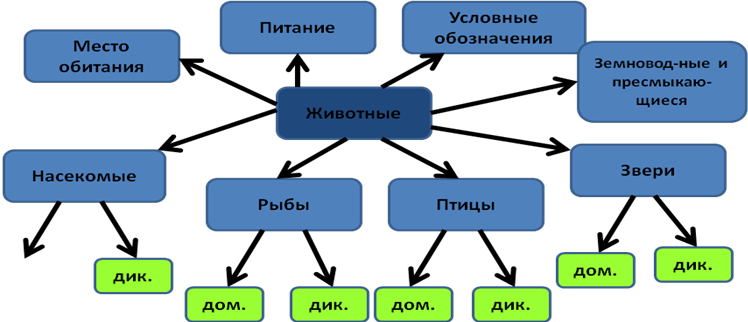 Место
обитания
Питание
Условные
обозначения
Земновод-ные и
пресмыкаю-
щиеся
Животные
Насекомые
Рыбы
Птицы
Звери
дик.
дом.
дик.
дом.
дик.
дом.
дик.